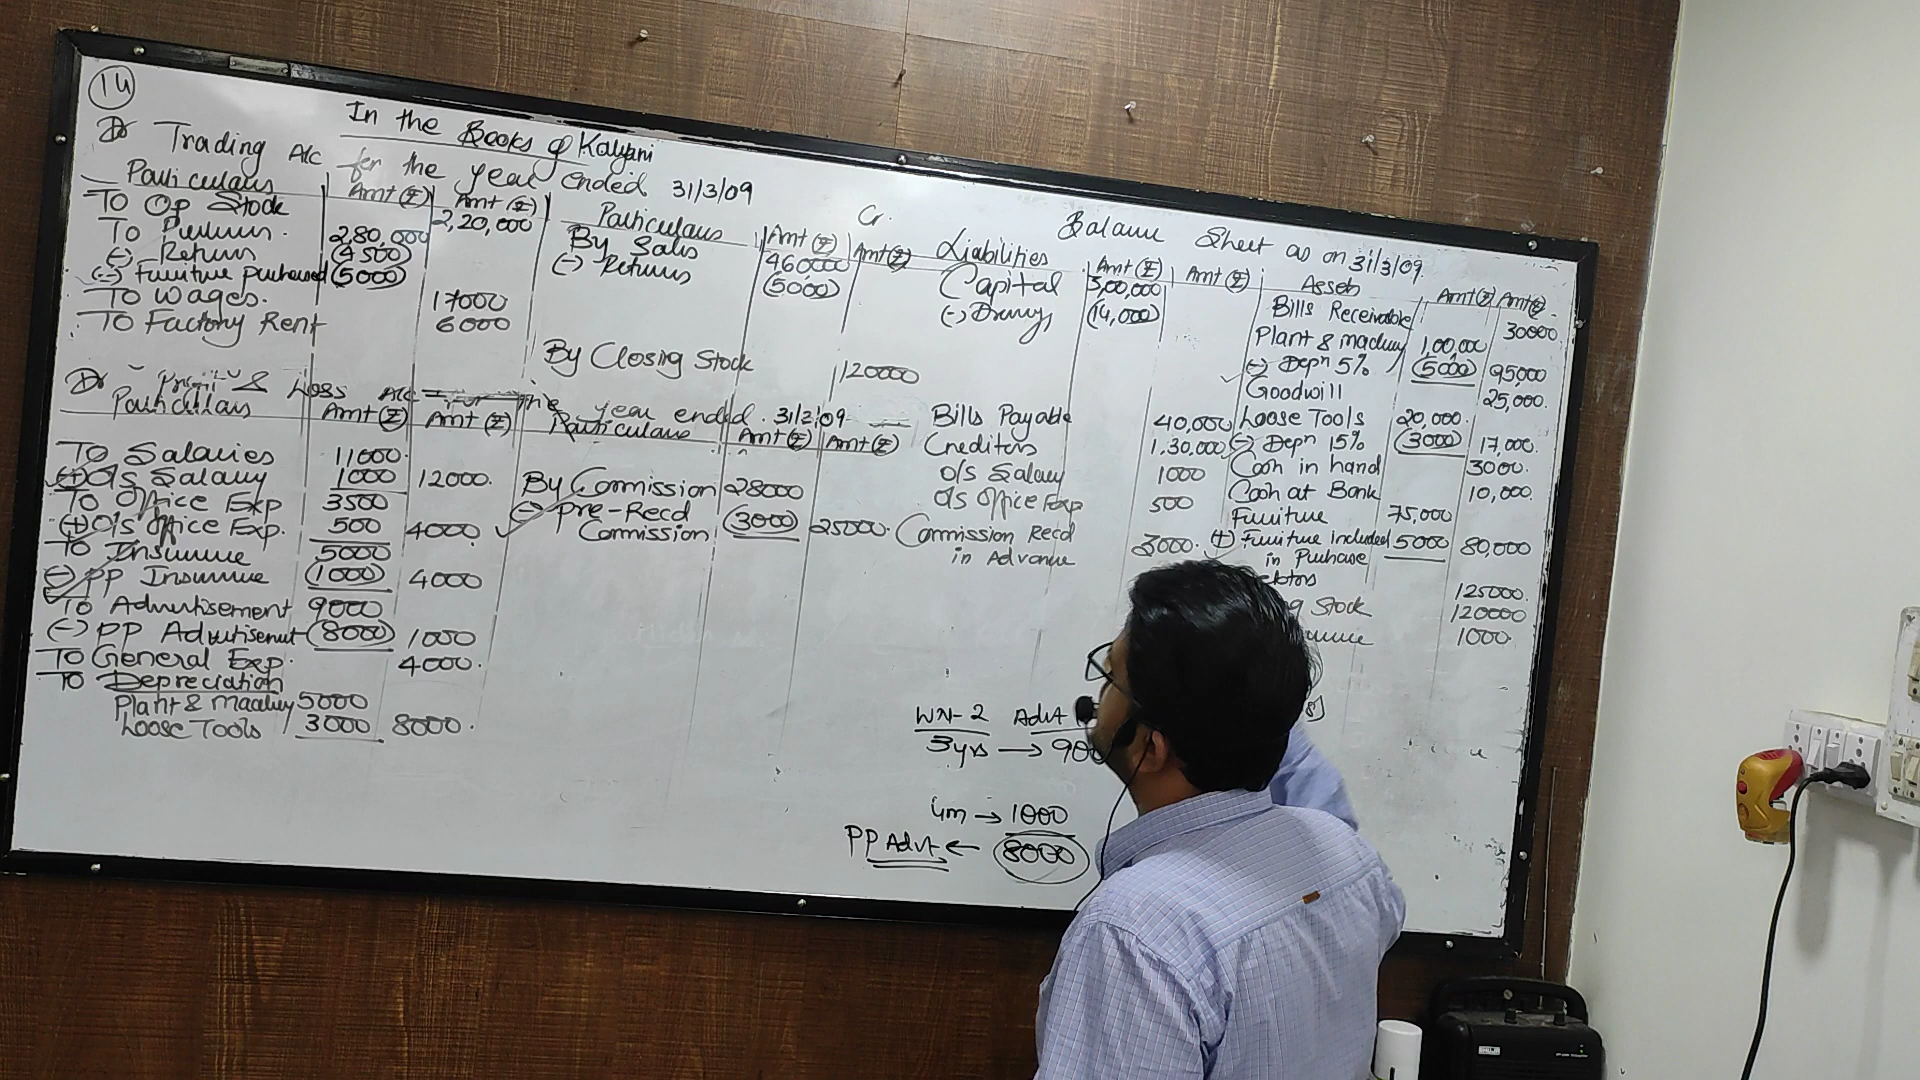 14
In the Books of Kalyani
Dr Trading A/c for the year ended 31/3/09 Cr.
Particulars Amt (₹) Amt (₹) Particulars Amt (₹) Amt (₹)
To Op Stock 2,20,000 By Sales 460,000
To Purhcas. 2,80,000 (-) Returns (5000)
(-) Return (4500)
(-) Furniture purchased (5000)
To Wages. 17000
To Factory Rent 6000
By Closing Stock 120000
Dr Profit & Loss A/c for the year ended. 31/3/09
Particulars Amt (₹) Amt (₹) Particulars Amt (₹) Amt (₹)
To Salaries 11000.
(+) O/s Salary 1000 12000.
To Office Exp 3500
(+) O/s Office Exp. 500 4000.
To Insurance 5000
(-) PP Insurance (1000) 4000
To Advertisement 9000
(-) PP Advertisement (8000) 1000
To General Exp. 4000.
To Depreciation
Plant & Machinery 5000
Loose Tools 3000 8000.
By Commission 28000
(-) Pre-Recd
Commission (3000) 25000.
Balance Sheet as on 31/3/09.
Liabilities Amt (₹) Amt (₹) Assets Amt (₹) Amt (₹)
Capital 3,00,000
(-) Drawings (14,000)
Bills Payable 40,000
Creditors 1,30,000
O/s Salary 1000
O/s Office Exp 500
Commission Recd
in Advance 3000.
Bills Receivable 30000.
Plant & machinery 1,00,000
(-) Depn 5% (5000) 95,000
Goodwill 25,000.
Loose Tools 20,000.
(-) Depn 15% (3000) 17,000.
Cash in hand 3000.
Cash at Bank 10,000.
Furniture 75,000
(+) Furniture included 5000 80,000
in Purchase
125000.
Stock 120000
1000.
WN-2 Advt
3yrs → 900
4m → 1000
PP Advt ← 8000